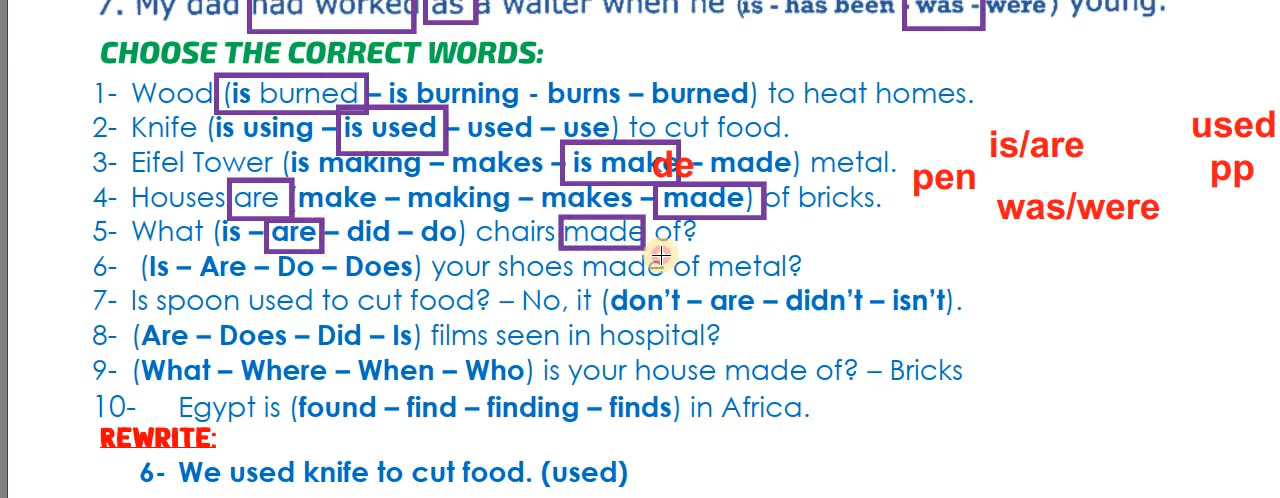 7. My dad had worked as a waiter when he (is - has been - was - were) young.
CHOOSE THE CORRECT WORDS:
1- Wood (is burned – is burning - burns – burned) to heat homes.
2- Knife (is using – is used – used – use) to cut food.
3- Eifel Tower (is making – makes – is make de – made) metal.
is/are
used
pen
pp
4- Houses are (make – making – makes – made) of bricks.
was/were
5- What (is – are – did – do) chairs made of?
6- (Is – Are – Do – Does) your shoes made of metal?
7- Is spoon used to cut food? – No, it (don't – are – didn't – isn't).
8- (Are – Does – Did – Is) films seen in hospital?
9- (What – Where – When – Who) is your house made of? – Bricks
10- Egypt is (found – find – finding – finds) in Africa.
REWRITE:
6- We used knife to cut food. (used)